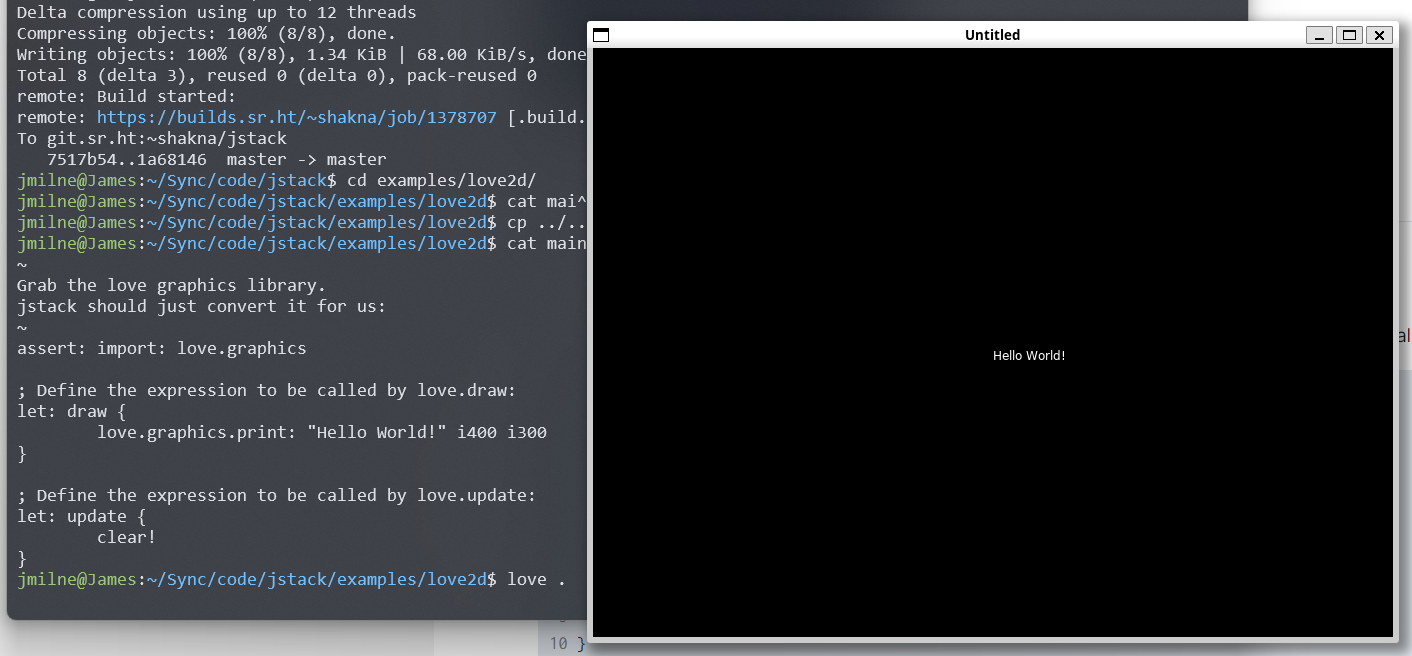 Delta compression using up to 12 threads
Compressing objects: 100% (8/8), done.
Writing objects: 100% (8/8), 1.34 KiB | 68.00 KiB/s, done
Total 8 (delta 3), reused 0 (delta 0), pack-reused 0
remote: Build started:
remote: https://builds.sr.ht/~shakna/job/1378707 [.build.
To git.sr.ht:~shakna/jstack
   7517b54..1a68146  master -> master
jmilne@James:~/Sync/code/jstack$ cd examples/love2d/
jmilne@James:~/Sync/code/jstack/examples/love2d$ cat mai^
jmilne@James:~/Sync/code/jstack/examples/love2d$ cp ../..
jmilne@James:~/Sync/code/jstack/examples/love2d$ cat main
~
Grab the love graphics library.
jstack should just convert it for us:
~
assert: import: love.graphics
; Define the expression to be called by love.draw:
let: draw {
        love.graphics.print: "Hello World!" i400 i300
}
; Define the expression to be called by love.update:
let: update {
        clear!
}
jmilne@James:~/Sync/code/jstack/examples/love2d$ love .
Untitled
Hello World!
al
10 }